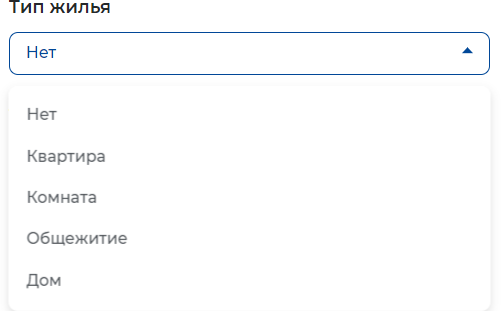 Тип жилья
Нет
Нет
Квартира
Комната
Общежитие
Дом